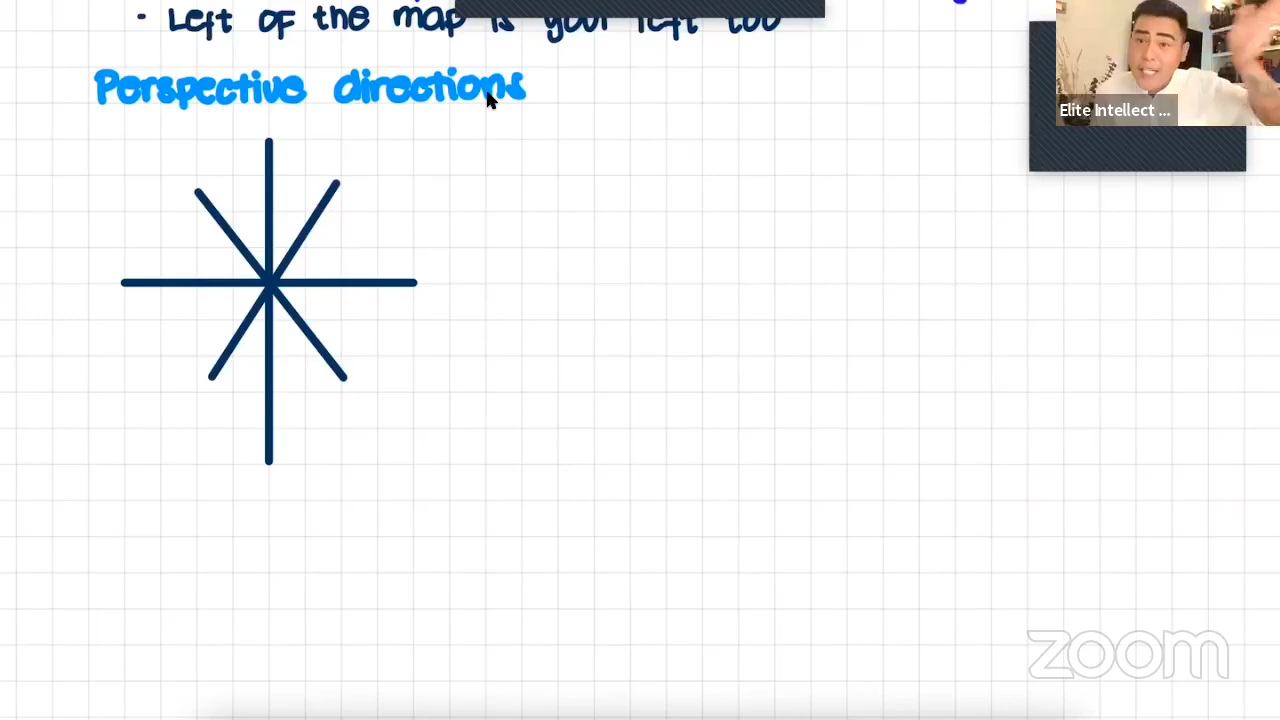 - Left of the map is your left too
Perspective directions
Elite Intellect ...
zoom